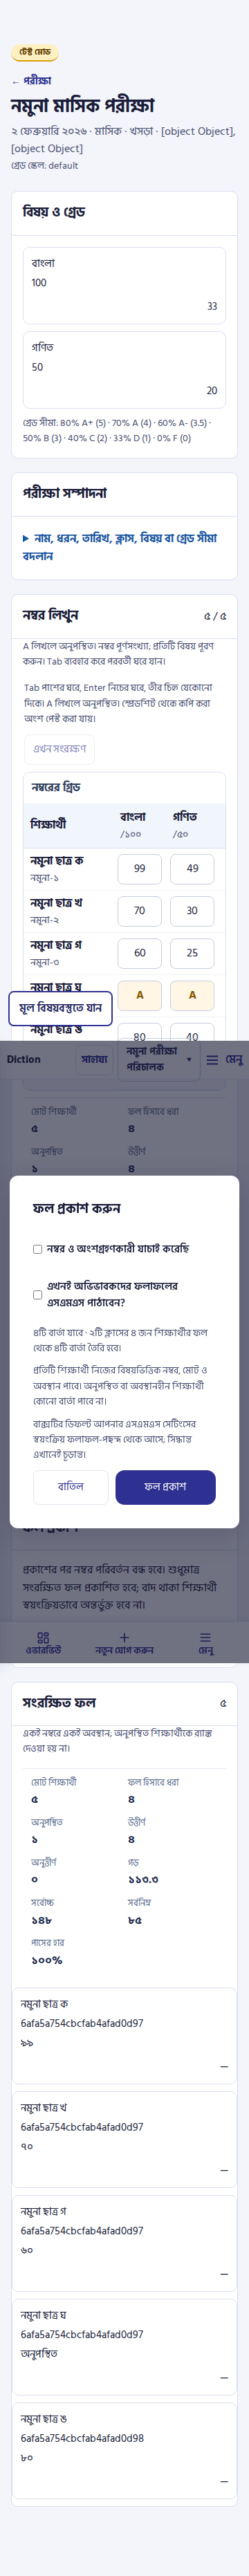 টেস্ট মোড
← পরীক্ষা
নমুনা মাসিক পরীক্ষা
২ ফেব্রুয়ারি ২০২৬ · মাসিক · খসড়া · [object Object],
[object Object]
গ্রেড স্কেল: default
বিষয় ও গ্রেড
বাংলা
100
33
গণিত
50
20
গ্রেড সীমা: 80% A+ (5) · 70% A (4) · 60% A- (3.5) ·
50% B (3) · 40% C (2) · 33% D (1) · 0% F (0)
পরীক্ষা সম্পাদনা
▶ নাম, ধরন, তারিখ, ক্লাস, বিষয় বা গ্রেড সীমা
বদলান
নম্বর লিখুন
৫ / ৫
A লিখলে অনুপস্থিত। নম্বর পূর্ণসংখ্যা; প্রতিটি বিষয় পূরণ
করুন। Tab ব্যবহার করে পরবর্তী ঘরে যান।
Tab পাশের ঘরে, Enter নিচের ঘরে, তীর চিহ্ন যেকোনো
দিকে। A লিখলে অনুপস্থিত। স্প্রেডশিট থেকে কপি করা
অংশ পেস্ট করা যায়।
এখন সংরক্ষণ
নম্বরের গ্রিড
শিক্ষার্থী
বাংলা
/১০০
গণিত
/৫০
নমুনা ছাত্র ক
নমুনা-১
99
49
নমুনা ছাত্র খ
নমুনা-২
70
30
নমুনা ছাত্র গ
নমুনা-৩
60
25
নমুনা ছাত্র ঘ
A
A
মূল বিষয়বস্তুতে যান
নমুনা ছাত্র ঙ
80
40
Diction
সাহায্য
নমুনা পরীক্ষা
পরিচালক
▾
মেনু
মোট শিক্ষার্থী
৫
ফল হিসাবে ধরা
৪
অনুপস্থিত
১
উত্তীর্ণ
৪
ফল প্রকাশ করুন
নম্বর ও অংশগ্রহণকারী যাচাই করেছি
এখনই অভিভাবকদের ফলাফলের
এসএমএস পাঠাবেন?
৪টি বার্তা যাবে · ২টি ক্লাসের ৪ জন শিক্ষার্থীর ফল
থেকে ৪টি বার্তা তৈরি হবে।
প্রতিটি শিক্ষার্থী নিজের বিষয়ভিত্তিক নম্বর, মোট ও
অবস্থান পাবে। অনুপস্থিত বা অবস্থানহীন শিক্ষার্থী
কোনো বার্তা পাবে না।
বাক্সটির ডিফল্ট আপনার এসএমএস সেটিংসের
স্বয়ংক্রিয় ফলাফল-পছন্দ থেকে আসে; সিদ্ধান্ত
এখানেই চূড়ান্ত।
বাতিল
ফল প্রকাশ
ফল প্রকাশ
প্রকাশের পর নম্বর পরিবর্তন বন্ধ হবে। শুধুমাত্র
সংরক্ষিত ফল প্রকাশিত হবে; বাদ থাকা শিক্ষার্থী
স্বয়ংক্রিয়ভাবে অন্তর্ভুক্ত হবে না।
ওভারভিউ
নতুন যোগ করুন
মেনু
সংরক্ষিত ফল
৫
একই নম্বরে একই অবস্থান; অনুপস্থিত শিক্ষার্থীকে র‍্যাঙ্ক
দেওয়া হয় না।
মোট শিক্ষার্থী
৫
ফল হিসাবে ধরা
৪
অনুপস্থিত
১
উত্তীর্ণ
৪
অনুত্তীর্ণ
০
গড়
১১৩.৩
সর্বোচ্চ
১৪৮
সর্বনিম্ন
৮৫
পাসের হার
১০০%
নমুনা ছাত্র ক
6afa5a754cbcfab4afad0d97
৯৯
—
নমুনা ছাত্র খ
6afa5a754cbcfab4afad0d97
৭০
—
নমুনা ছাত্র গ
6afa5a754cbcfab4afad0d97
৬০
—
নমুনা ছাত্র ঘ
6afa5a754cbcfab4afad0d97
অনুপস্থিত
—
নমুনা ছাত্র ঙ
6afa5a754cbcfab4afad0d98
৮০
—